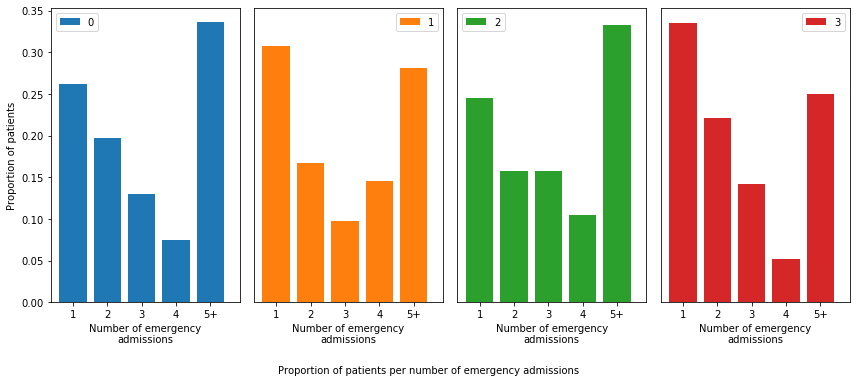 0
1
2
3
Proportion of patients
0.35
0.30
0.25
0.20
0.15
0.10
0.05
0.00
1 2 3 4 5+
1 2 3 4 5+
1 2 3 4 5+
1 2 3 4 5+
Number of emergency
admissions
Number of emergency
admissions
Number of emergency
admissions
Number of emergency
admissions
Proportion of patients per number of emergency admissions